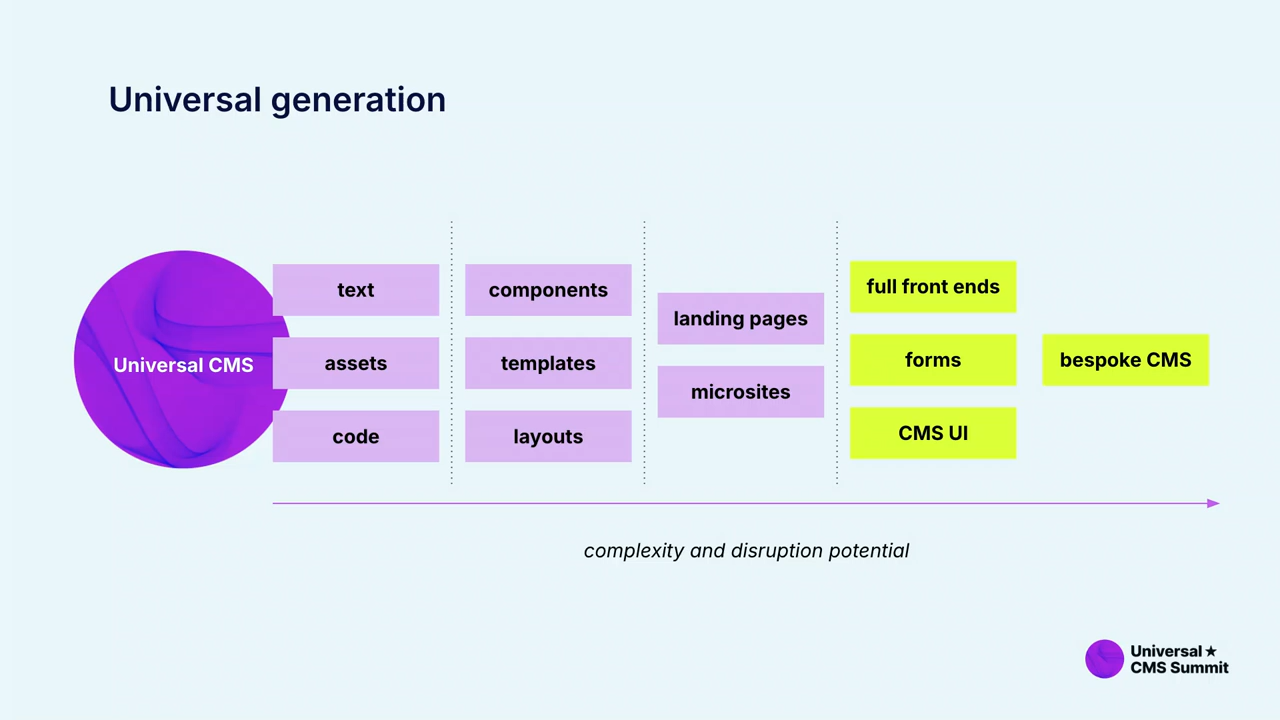 Universal generation
Universal CMS
text
assets
code
components
templates
layouts
landing pages
microsites
full front ends
forms
CMS UI
bespoke CMS
complexity and disruption potential
Universal★
CMS Summit